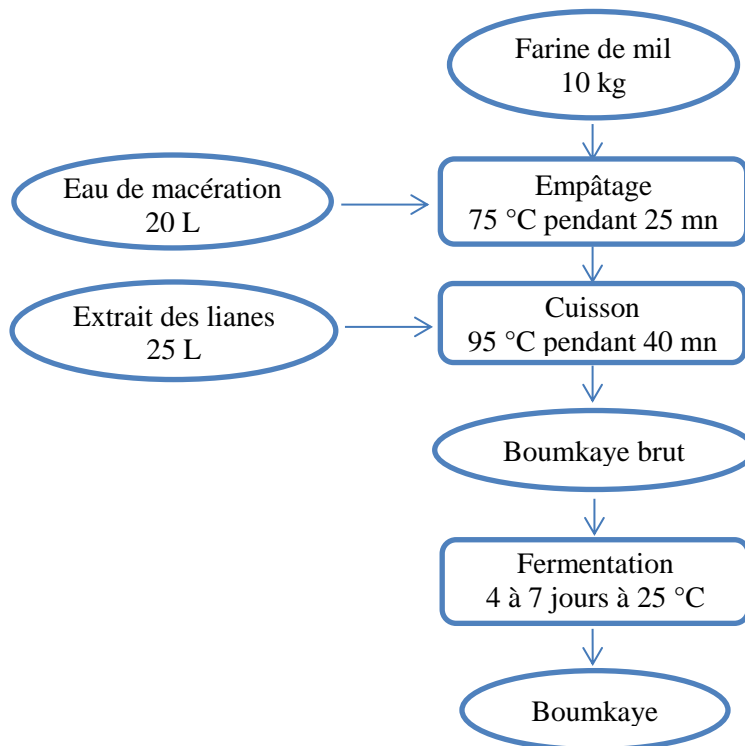 Farine de mil
10 kg
Eau de macération
20 L
Empâtage
75 °C pendant 25 mn
Extrait des lianes
25 L
Cuisson
95 °C pendant 40 mn
Boumkaye brut
Fermentation
4 à 7 jours à 25 °C
Boumkaye